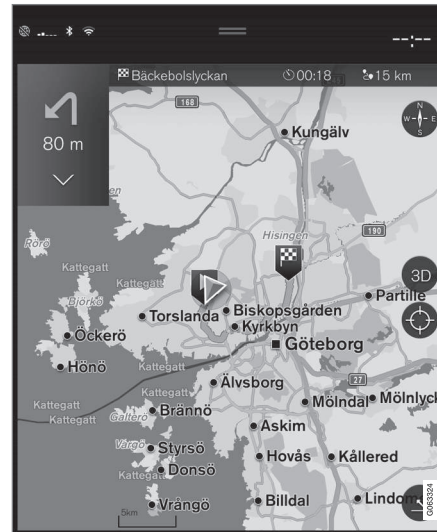 --:--
Bäckebolslyckan 00:18 15 km
80 m
168
Kungälv
N
W E
S
Hisingen
190
Rörö
Kattegatt
Kattegatt
3D
Björkö
Partille
Torslanda
Biskopsgården
Kyrkbyn
Öckerö
Göteborg
Hönö
Kattegatt
27
Älvsborg
Kattegatt
Kattegatt
Brännö
Galterö
Mölndal
Mölnlyck
Askim
Vargö
Styrsö
Hovås
Kållered
Donsö
Kattegatt
Vrångö
Billdal
Lindom
5km
G063324